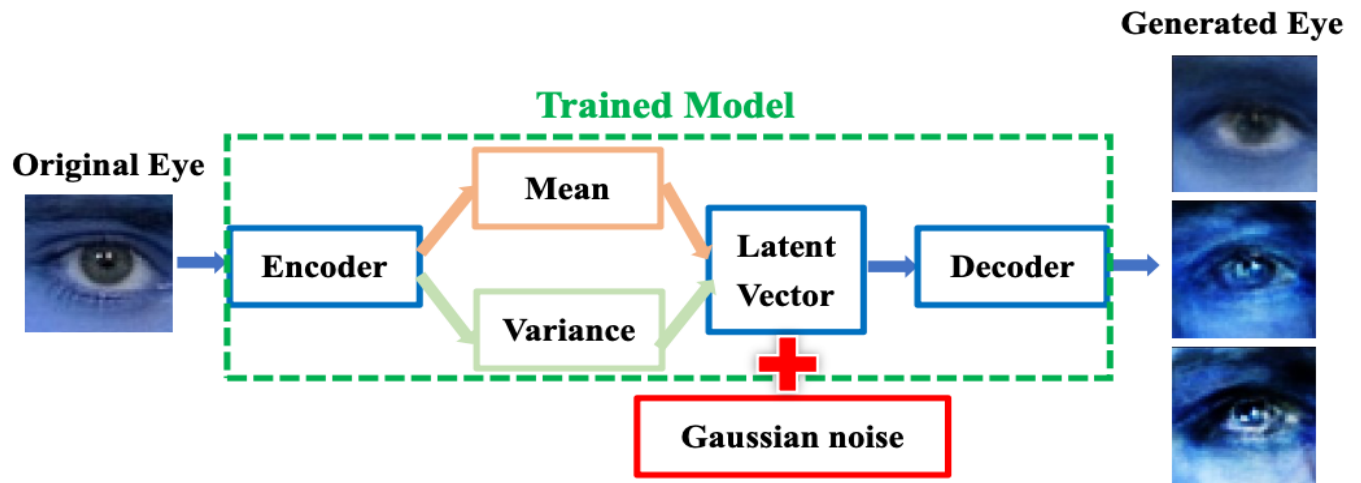 Generated Eye
Trained Model
Original Eye
Mean
Encoder
Latent
Vector
Decoder
Variance
Gaussian noise